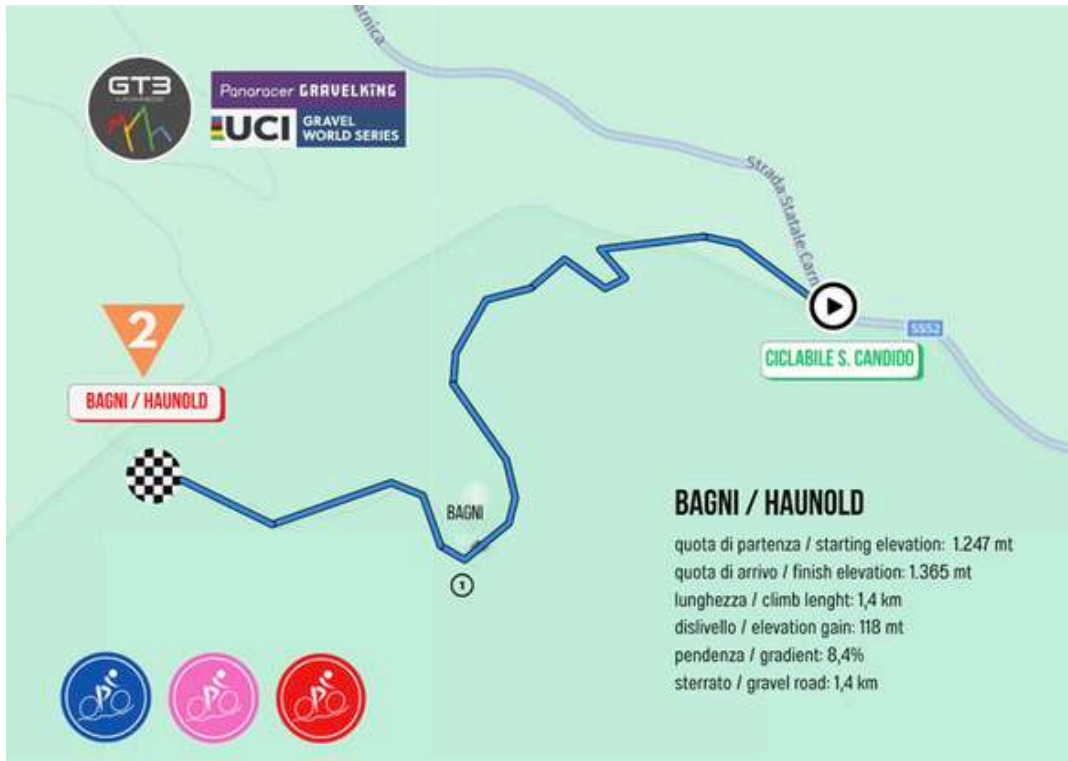 arnica
GT3
Panaracer GRAVELKING
UCI GRAVEL
WORLD SERIES
Strada Statale Carn
SS52
CICLABILE S. CANDIDO
2
BAGNI / HAUNOLD
BAGNI
1
BAGNI / HAUNOLD
quota di partenza / starting elevation: 1.247 mt
quota di arrivo / finish elevation: 1.365 mt
lunghezza / climb lenght: 1,4 km
dislivello / elevation gain: 118 mt
pendenza / gradient: 8,4%
sterrato / gravel road: 1,4 km